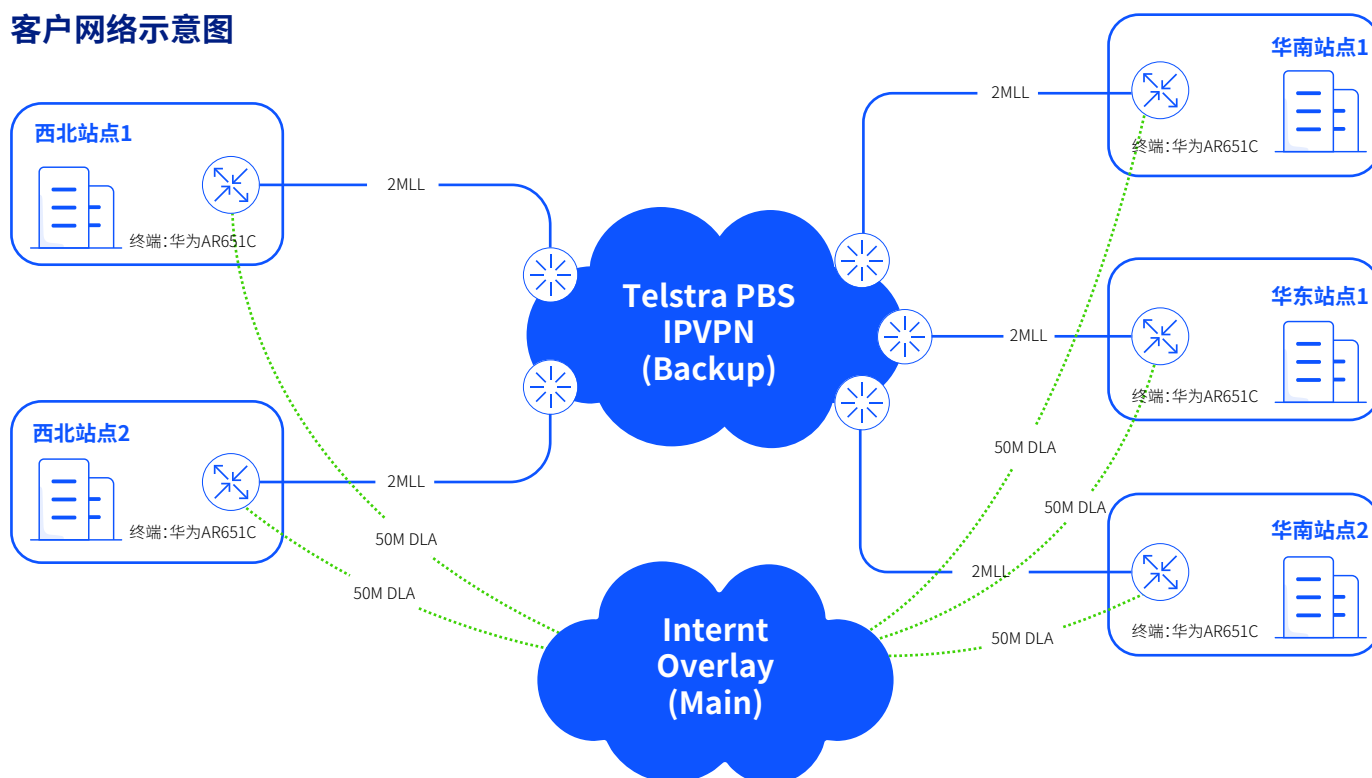 客户网络示意图
西北站点1
终端:华为AR651C
2MLL
西北站点2
终端:华为AR651C
2MLL
50M DLA
50M DLA
Telstra PBS
IPVPN
(Backup)
Internt
Overlay
(Main)
华南站点1
终端:华为AR651C
2MLL
50M DLA
华东站点1
终端:华为AR651C
2MLL
50M DLA
华南站点2
终端:华为AR651C
2MLL
50M DLA